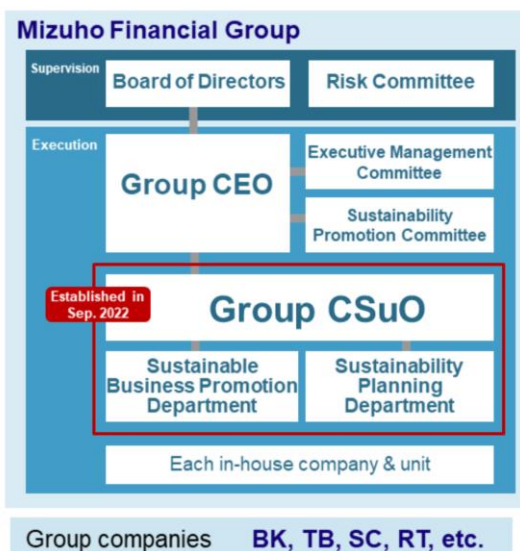 Mizuho Financial Group
Supervision
Board of Directors
Risk Committee
Execution
Group CEO
Executive Management
Committee
Sustainability
Promotion Committee
Established in
Sep. 2022
Group CSuO
Sustainable
Business Promotion
Department
Sustainability
Planning
Department
Each in-house company & unit
Group companies BK, TB, SC, RT, etc.